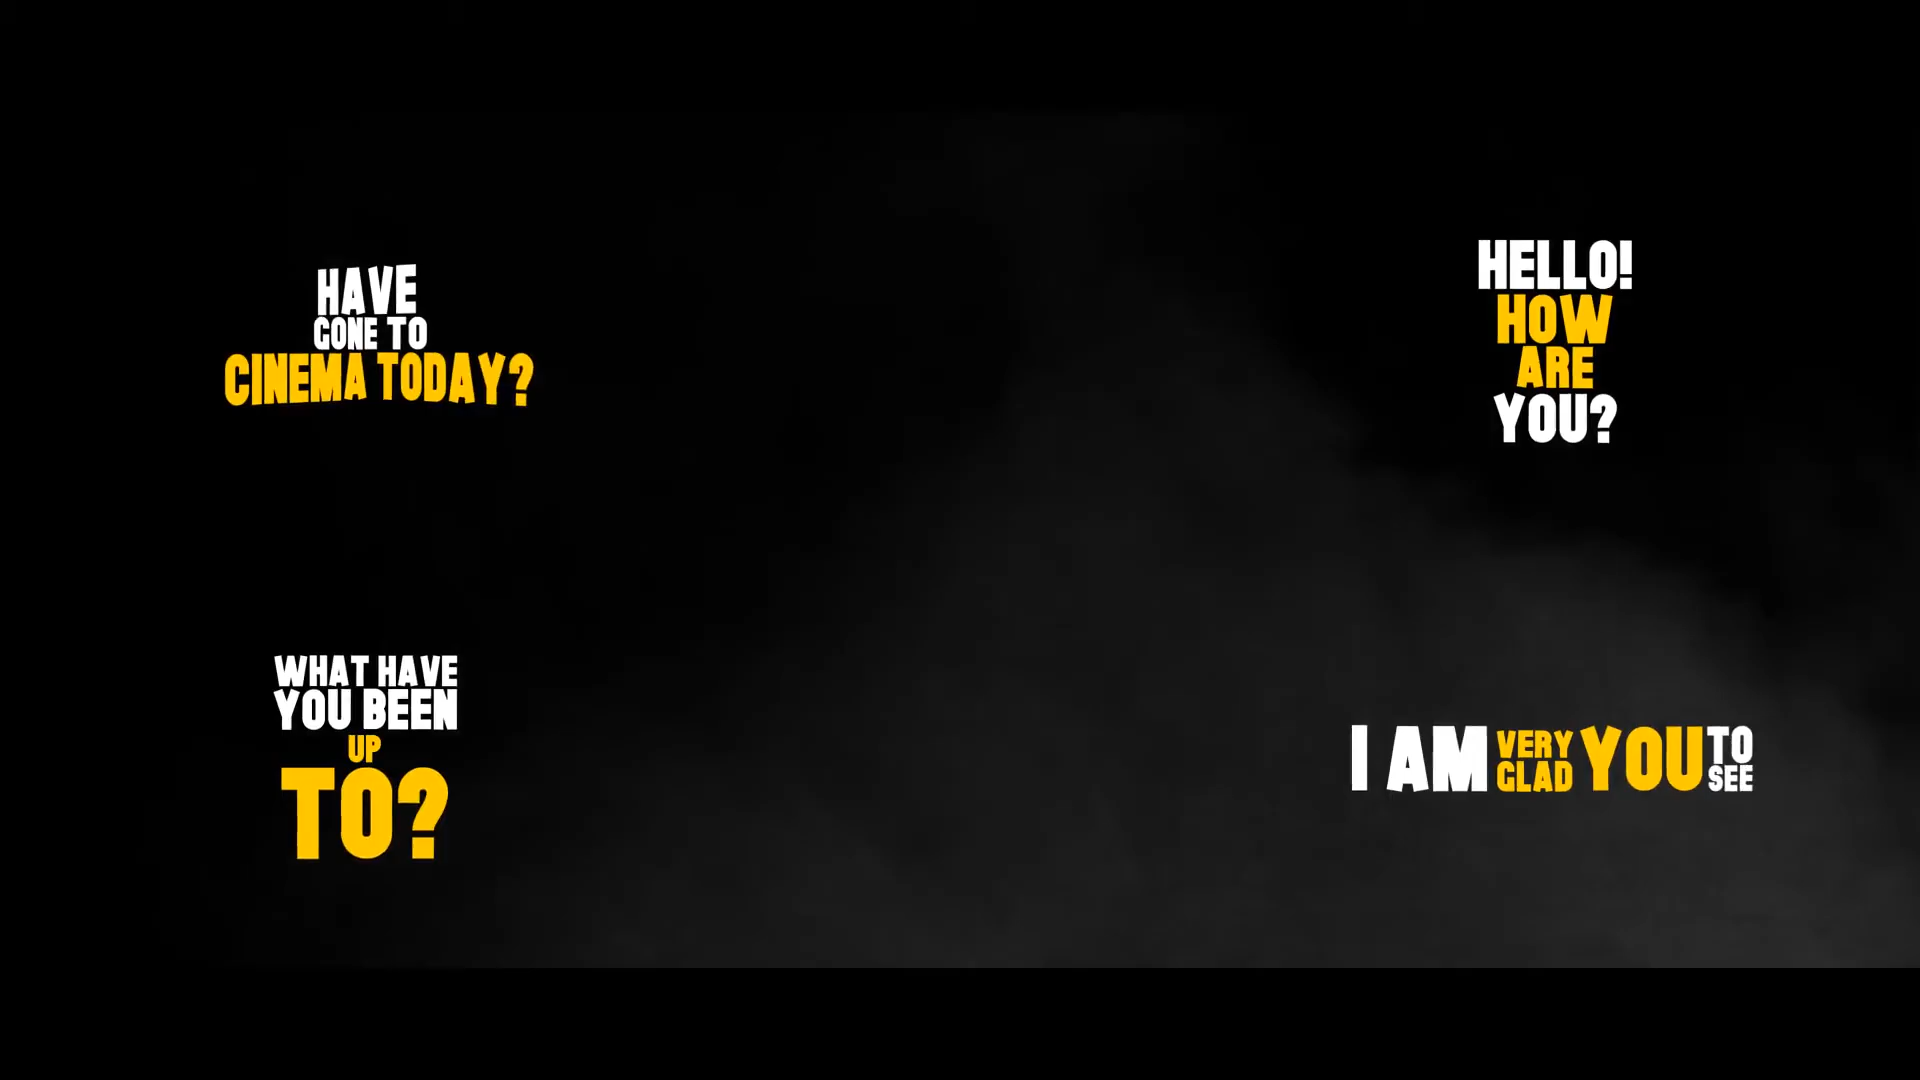 HAVE
GONE TO
CINEMA TODAY?
HELLO!
HOW
ARE
YOU?
WHAT HAVE
YOU BEEN
UP
TO?
I AM VERY GLAD YOU TO SEE